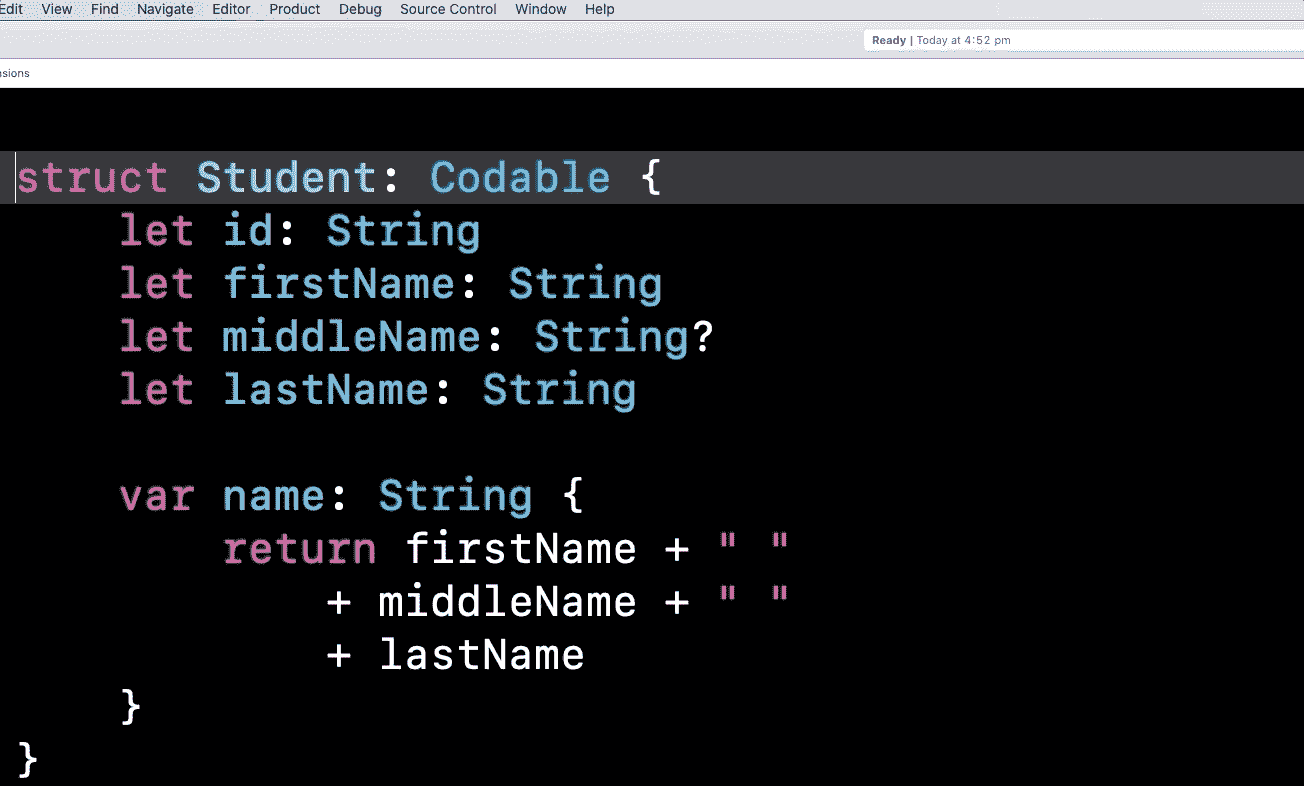 Edit View Find Navigate Editor Product Debug Source Control Window Help
Ready | Today at 4:52 pm
struct Student: Codable {
let id: String
let firstName: String
let middleName: String?
let lastName: String
var name: String {
return firstName + " "
+ middleName + " "
+ lastName
}
}